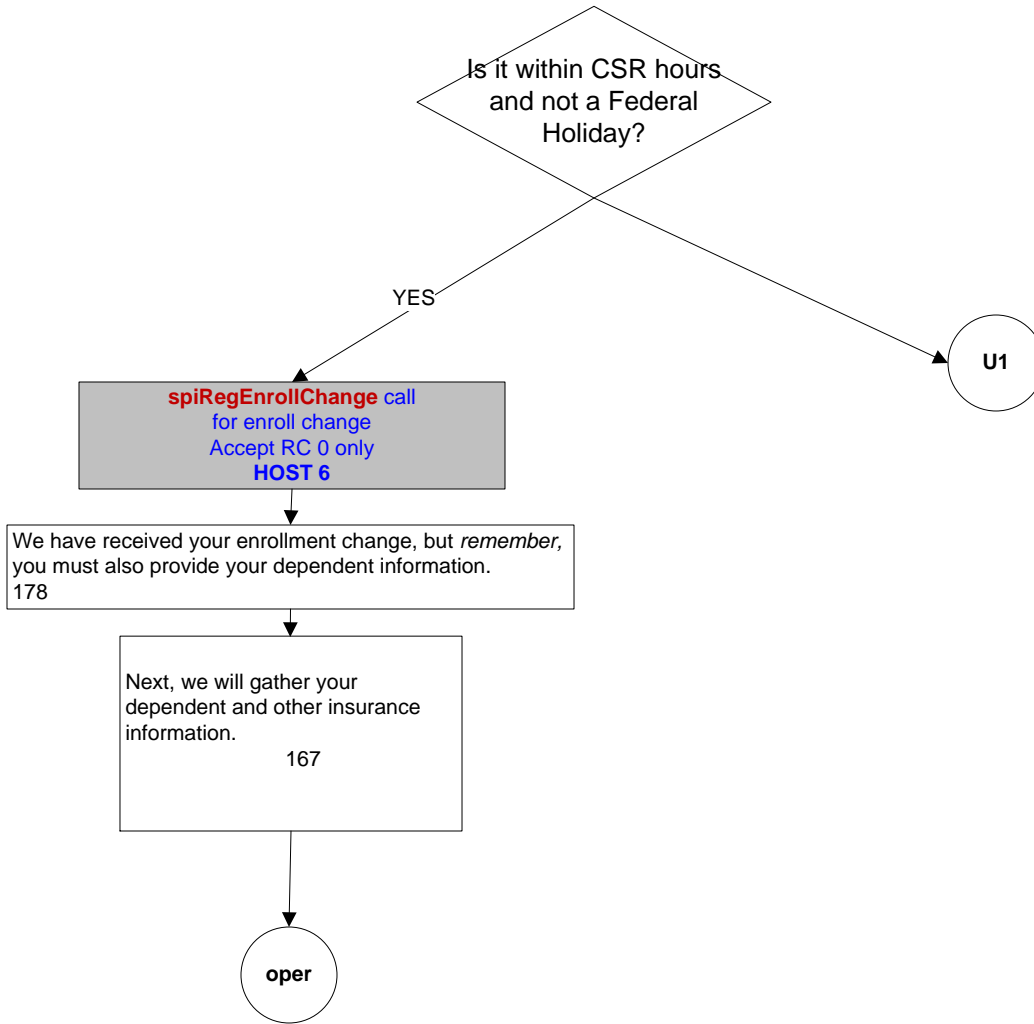 Is it within CSR hours
and not a Federal
Holiday?
YES
U1
spiRegEnrollChange call
for enroll change
Accept RC 0 only
HOST 6
We have received your enrollment change, but remember,
you must also provide your dependent information.
178
Next, we will gather your
dependent and other insurance
information.
167
oper